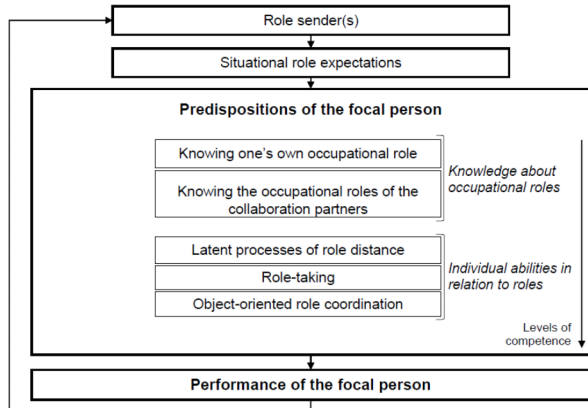 Role sender(s)
Situational role expectations
Predispositions of the focal person
Knowing one's own occupational role
Knowing the occupational roles of the
collaboration partners
Knowledge about
occupational roles
Latent processes of role distance
Role-taking
Object-oriented role coordination
Individual abilities in
relation to roles
Levels of
competence
Performance of the focal person